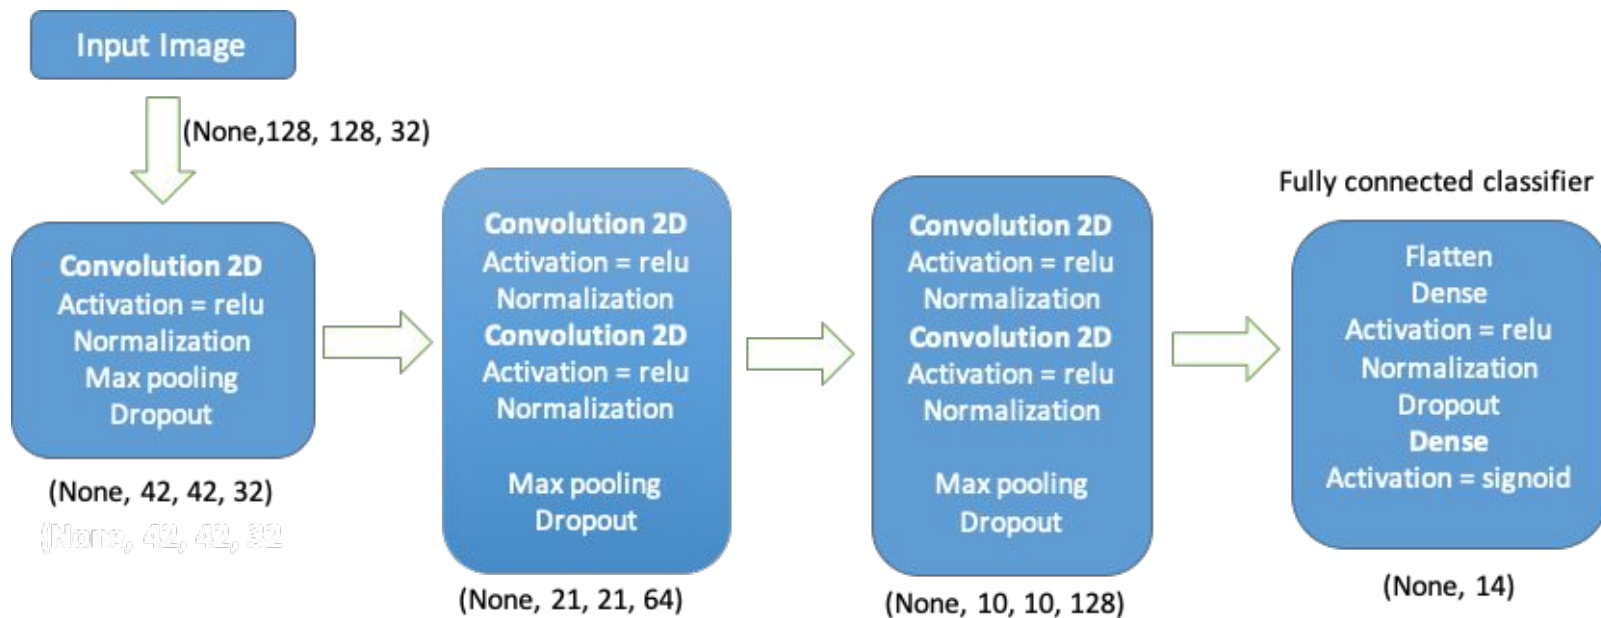 Input Image
(None,128, 128, 32)
Convolution 2D
Activation = relu
Normalization
Max pooling
Dropout
(None, 42, 42, 32)
(None, 42, 42, 32
Convolution 2D
Activation = relu
Normalization
Convolution 2D
Activation = relu
Normalization
Max pooling
Dropout
(None, 21, 21, 64)
Convolution 2D
Activation = relu
Normalization
Convolution 2D
Activation = relu
Normalization
Max pooling
Dropout
(None, 10, 10, 128)
Fully connected classifier
Flatten
Dense
Activation = relu
Normalization
Dropout
Dense
Activation = signoid
(None, 14)